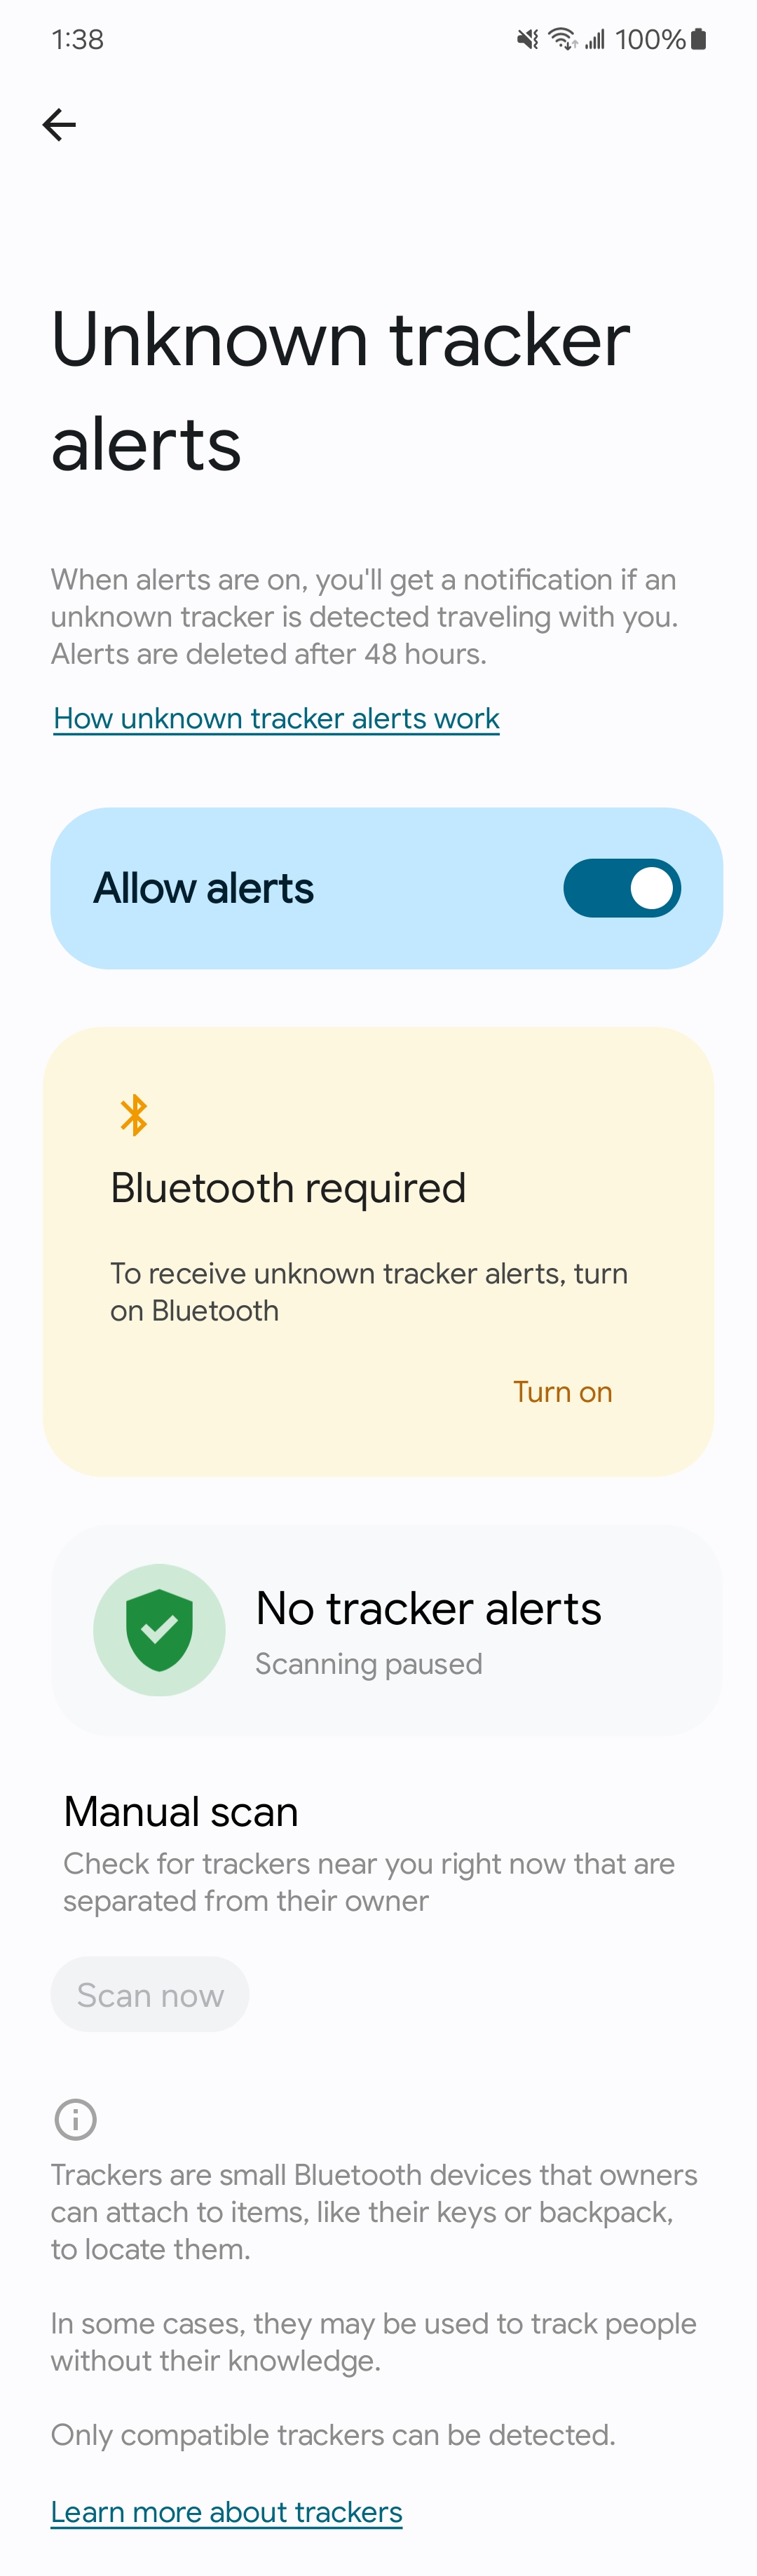 1:38
100%
Unknown tracker
alerts
When alerts are on, you'll get a notification if an
unknown tracker is detected traveling with you.
Alerts are deleted after 48 hours.
How unknown tracker alerts work
Allow alerts
Bluetooth required
To receive unknown tracker alerts, turn
on Bluetooth
Turn on
No tracker alerts
Scanning paused
Manual scan
Check for trackers near you right now that are
separated from their owner
Scan now
Trackers are small Bluetooth devices that owners
can attach to items, like their keys or backpack,
to locate them.
In some cases, they may be used to track people
without their knowledge.
Only compatible trackers can be detected.
Learn more about trackers